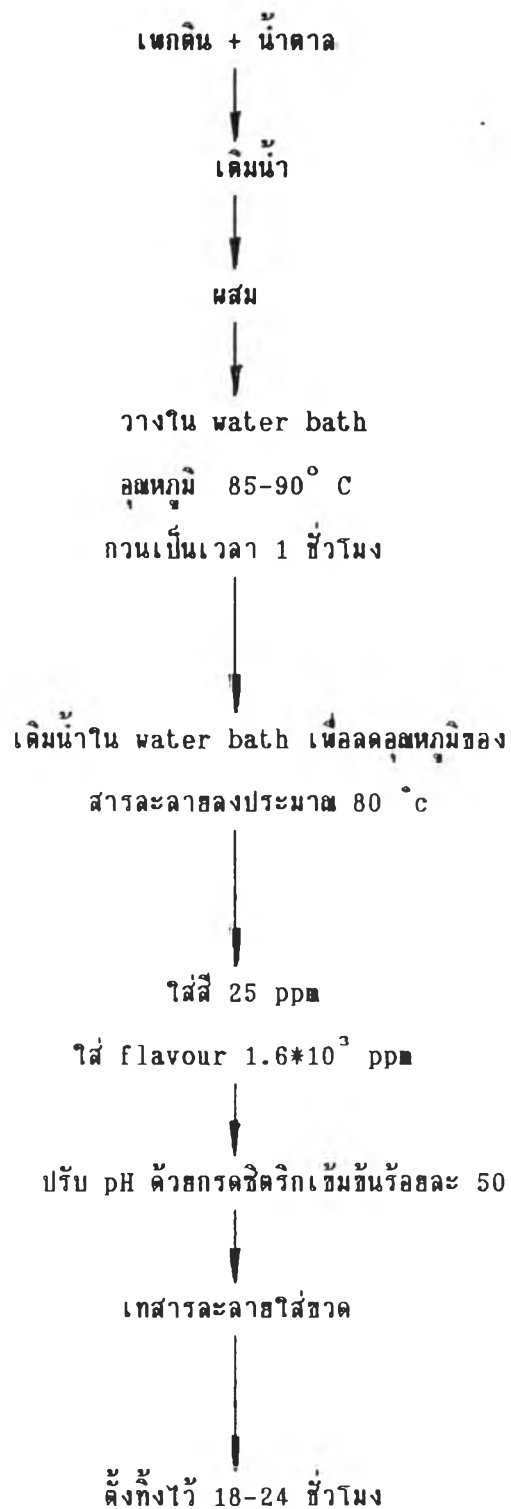 เพกติน + น้ำตาล
เติมน้ำ
ผสม
วางใน water bath
อุณหภูมิ 85-90° C
กวนเป็นเวลา 1 ชั่วโมง
เติมน้ำใน water bath เพื่อลดอุณหภูมิของ
สารละลายลงประมาณ 80 °c
ใส่สี 25 ppm
ใส่ flavour 1.6*10³ ppm
ปรับ pH ด้วยกรดซิตริกเข้มข้นร้อยละ 50
เทสารละลายใส่ขวด
ตั้งทิ้งไว้ 18-24 ชั่วโมง